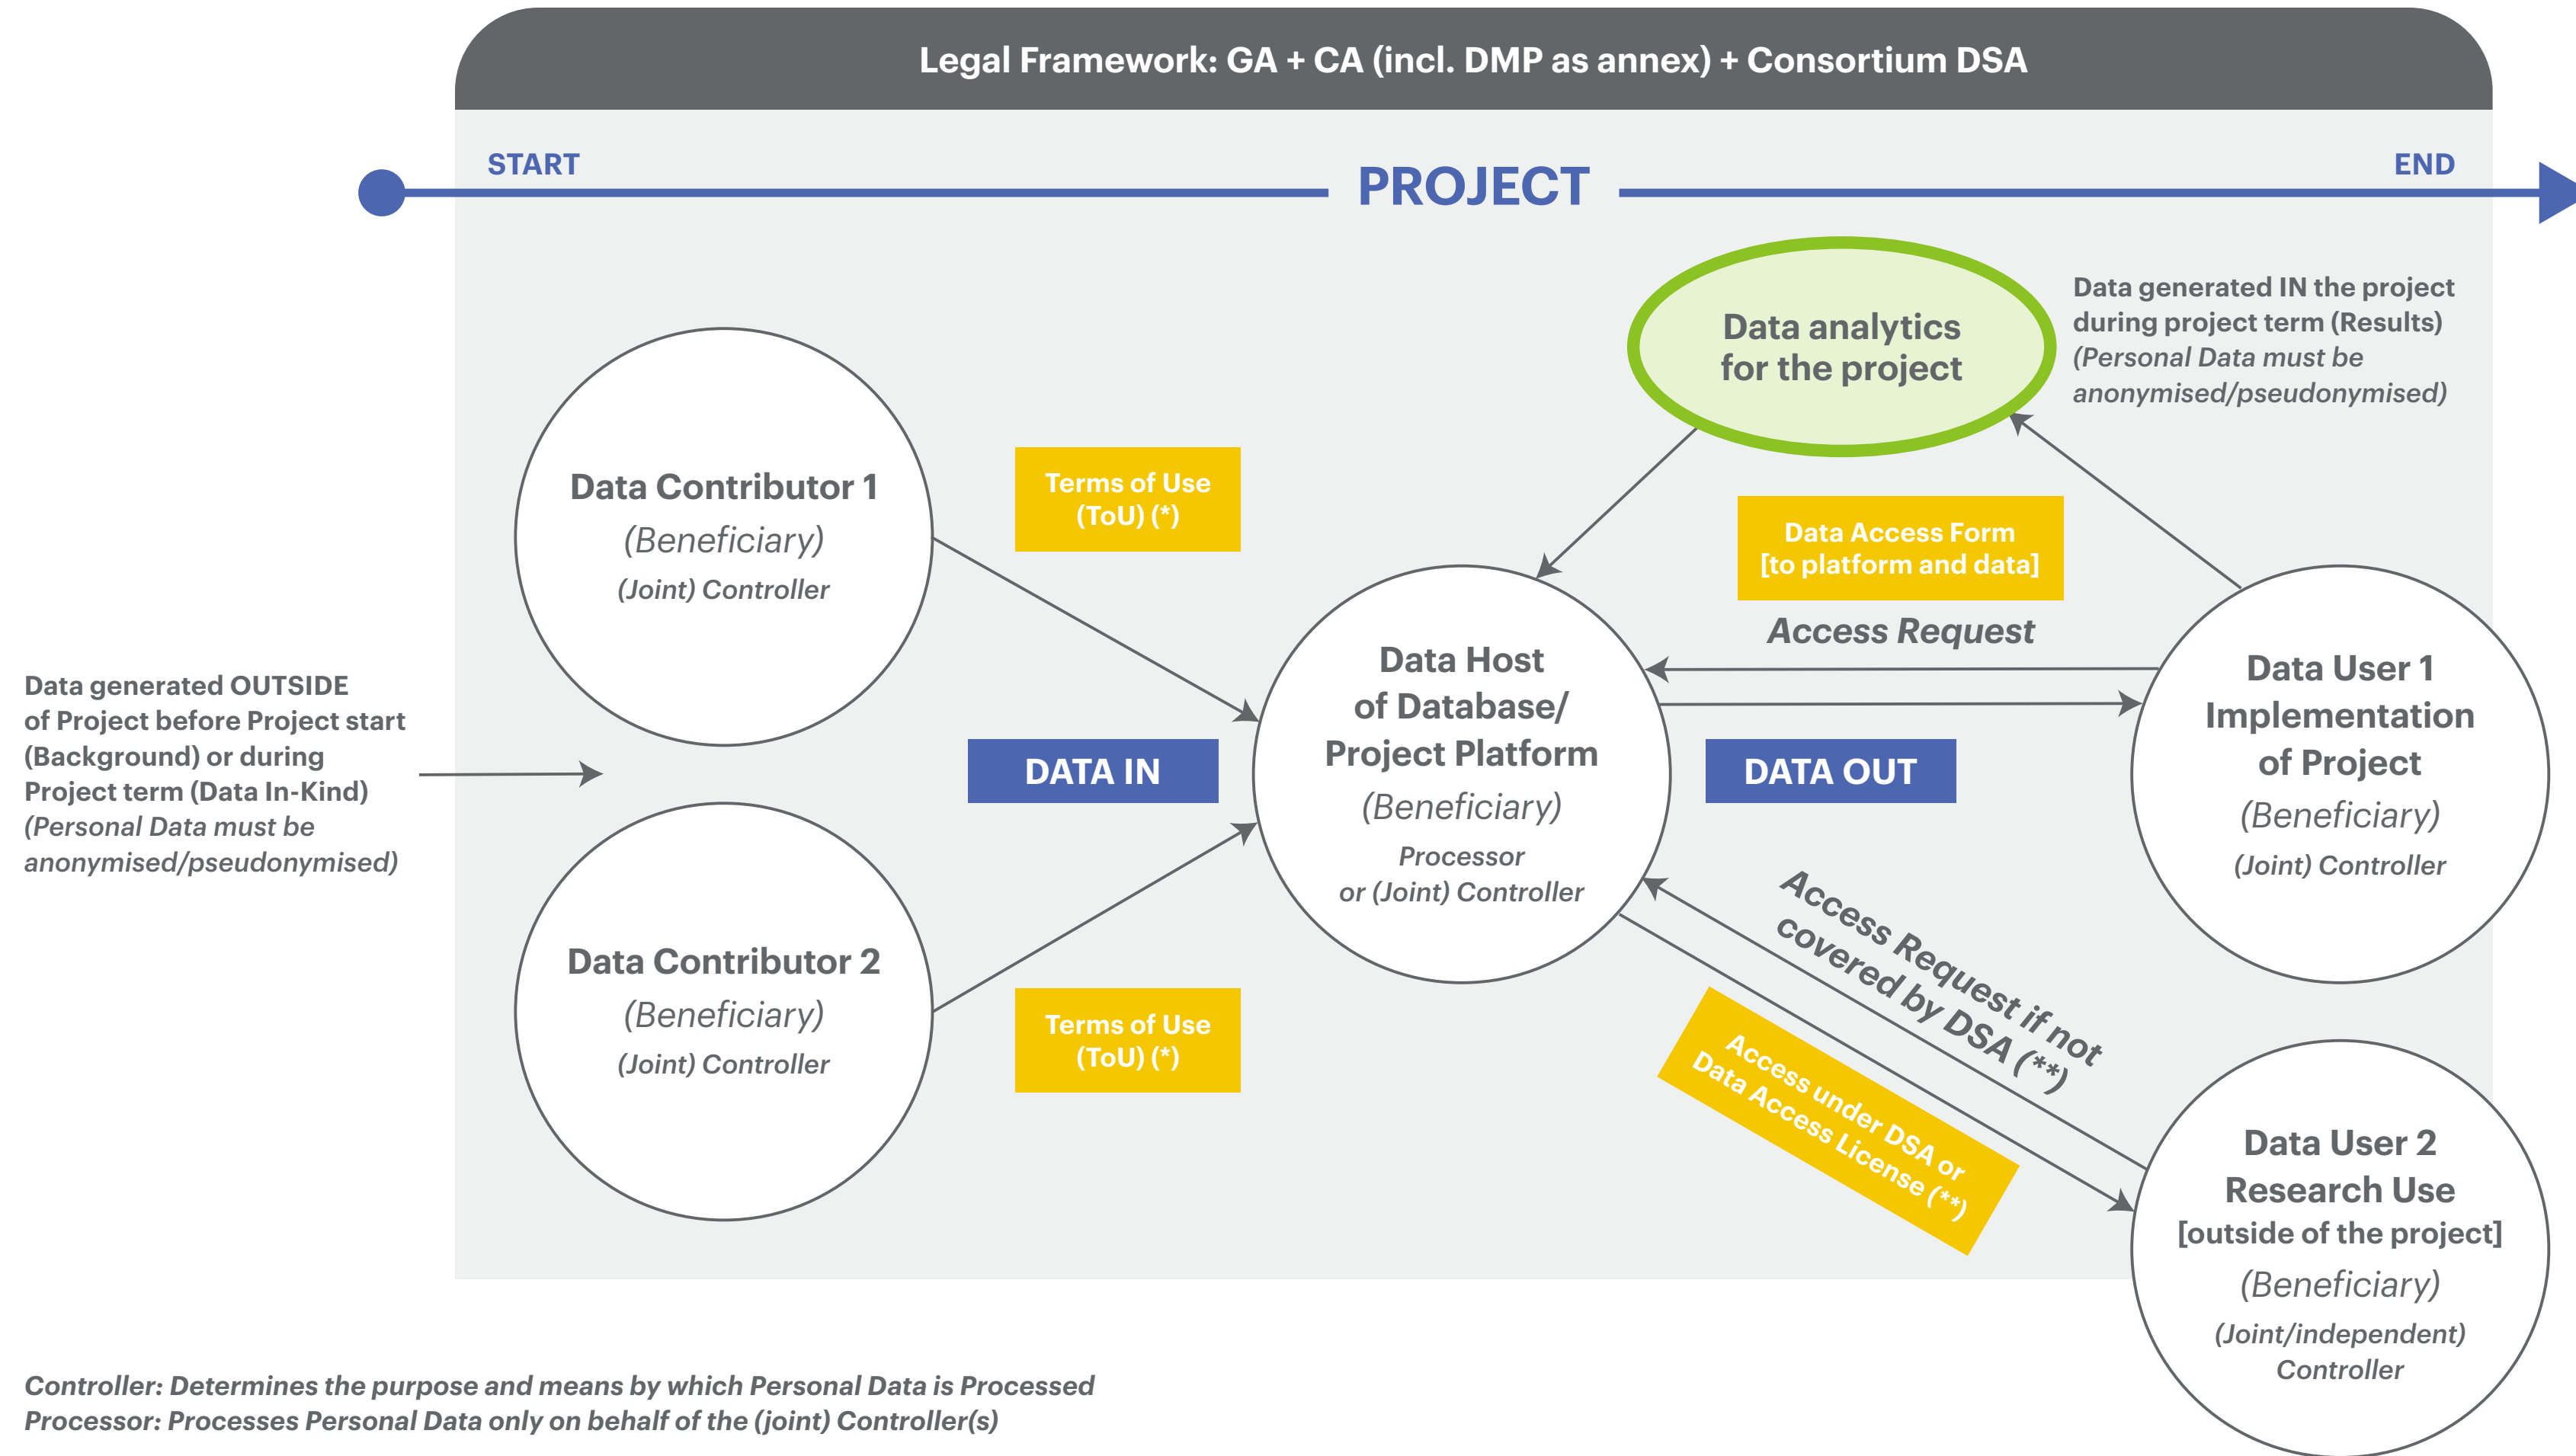 Legal Framework: GA + CA (incl. DMP as annex) + Consortium DSA
START
PROJECT
END
Data analytics
for the project
Data generated IN the project
during project term (Results)
(Personal Data must be
anonymised/pseudonymised)
Data Contributor 1
(Beneficiary)
(Joint) Controller
Terms of Use
(ToU) (*)
Data Access Form
[to platform and data]
Access Request
Data generated OUTSIDE
of Project before Project start
(Background) or during
Project term (Data In-Kind)
(Personal Data must be
anonymised/pseudonymised)
DATA IN
Data Host
of Database/
Project Platform
(Beneficiary)
Processor
or (Joint) Controller
DATA OUT
Data User 1
Implementation
of Project
(Beneficiary)
(Joint) Controller
Data Contributor 2
(Beneficiary)
(Joint) Controller
Terms of Use
(ToU) (*)
Access Request if not
covered by DSA (**)
Access under DSA or
Data Access License (**)
Data User 2
Research Use
[outside of the project]
(Beneficiary)
(Joint/independent)
Controller
Controller: Determines the purpose and means by which Personal Data is Processed
Processor: Processes Personal Data only on behalf of the (joint) Controller(s)